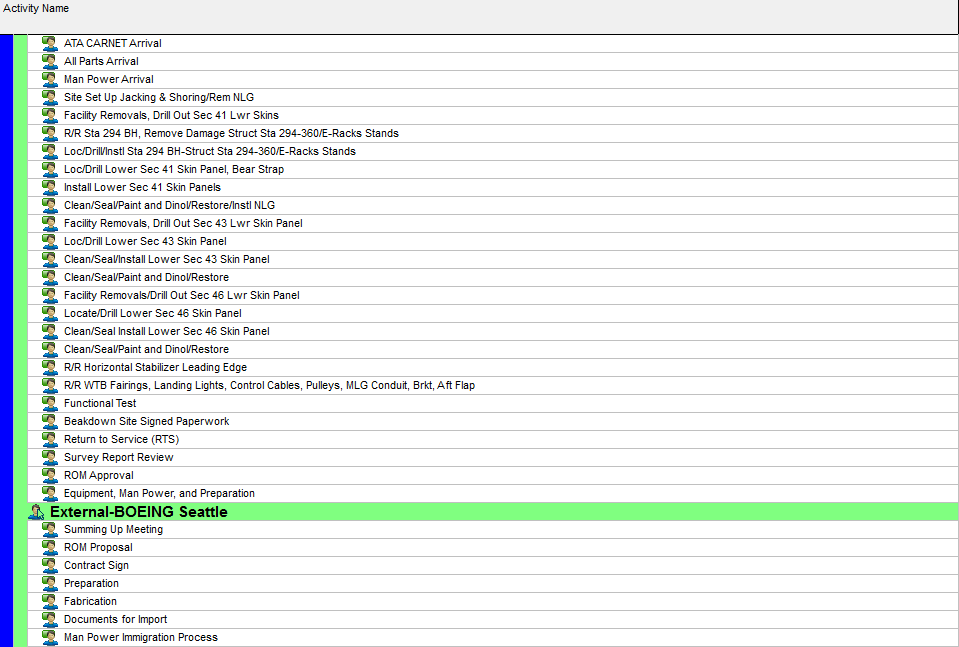 Activity Name
ATA CARNET Arrival
All Parts Arrival
Man Power Arrival
Site Set Up Jacking & Shoring/Rem NLG
Facility Removals, Drill Out Sec 41 Lwr Skins
R/R Sta 294 BH, Remove Damage Struct Sta 294-360/E-Racks Stands
Loc/Drill/Instl Sta 294 BH-Struct Sta 294-360/E-Racks Stands
Loc/Drill Lower Sec 41 Skin Panel, Bear Strap
Install Lower Sec 41 Skin Panels
Clean/Seal/Paint and Dinol/Restore/Instl NLG
Facility Removals, Drill Out Sec 43 Lwr Skin Panel
Loc/Drill Lower Sec 43 Skin Panel
Clean/Seal/Install Lower Sec 43 Skin Panel
Clean/Seal/Paint and Dinol/Restore
Facility Removals/Drill Out Sec 46 Lwr Skin Panel
Locate/Drill Lower Sec 46 Skin Panel
Clean/Seal Install Lower Sec 46 Skin Panel
Clean/Seal/Paint and Dinol/Restore
R/R Horizontal Stabilizer Leading Edge
R/R WTB Fairings, Landing Lights, Control Cables, Pulleys, MLG Conduit, Brkt, Aft Flap
Functional Test
Beakdown Site Signed Paperwork
Return to Service (RTS)
Survey Report Review
ROM Approval
Equipment, Man Power, and Preparation
External-BOEING Seattle
Summing Up Meeting
ROM Proposal
Contract Sign
Preparation
Fabrication
Documents for Import
Man Power Immigration Process